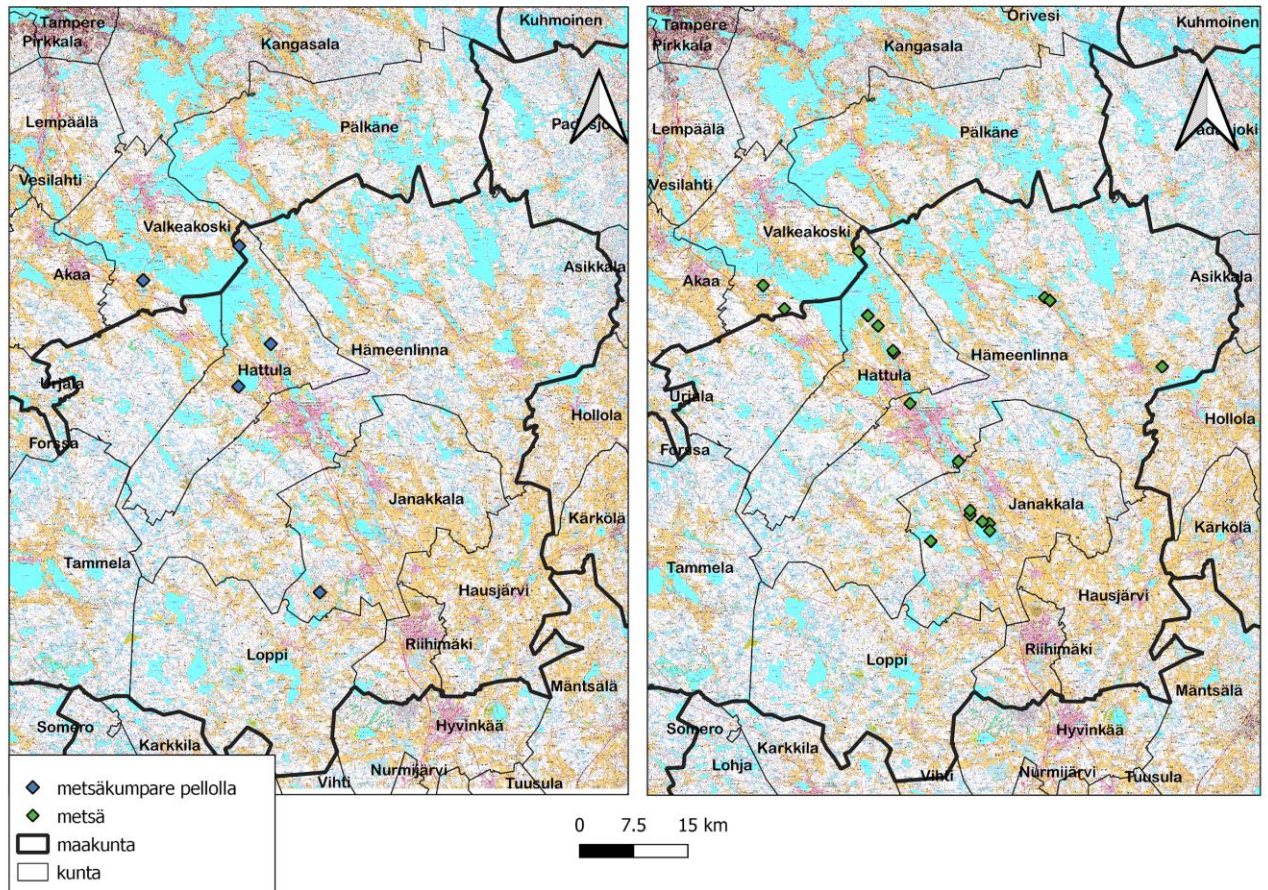 Tampere
Pirkkala
Kangasala
Kuhmoinen
Lempäälä
Pälkäne
Vesilahti
Valkeakoski
Akaa
Asikkala
Hämeenlinna
Hattula
Urjala
Hollola
Forssa
Janakkala
Kärkölä
Tammela
Hausjärvi
Riihimäki
Loppi
Mäntsälä
Somero
Hyvinkää
Karkkila
Nurmijärvi
Vihti
Tuusula
metsäkumpare pellolla
metsä
maakunta
kunta
Orivesi
Tampere
Kuhmoinen
Pirkkala
Kangasala
Lempäälä
Pälkäne
Vesilahti
Valkeakoski
Akaa
Asikkala
Hämeenlinna
Hattula
Urjala
Hollola
Forssa
Janakkala
Kärkölä
Tammela
Hausjärvi
Riihimäki
Loppi
Mäntsälä
Somero
Hyvinkää
Karkkila
Lohja
Vihti
Nurmijärvi
Tuusula
0 7.5 15 km